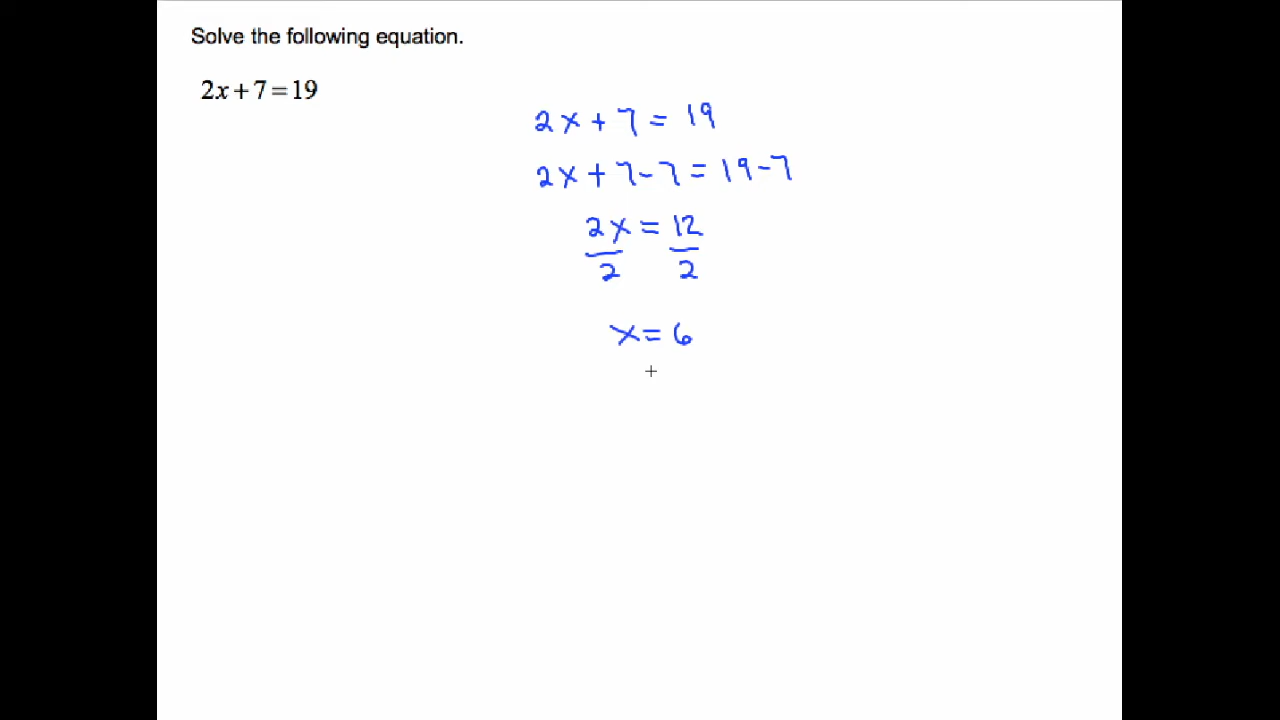 Solve the following equation.
2x+7=19
2x+7=19
2x+7-7=19-7
2x=12
2 2
x=6